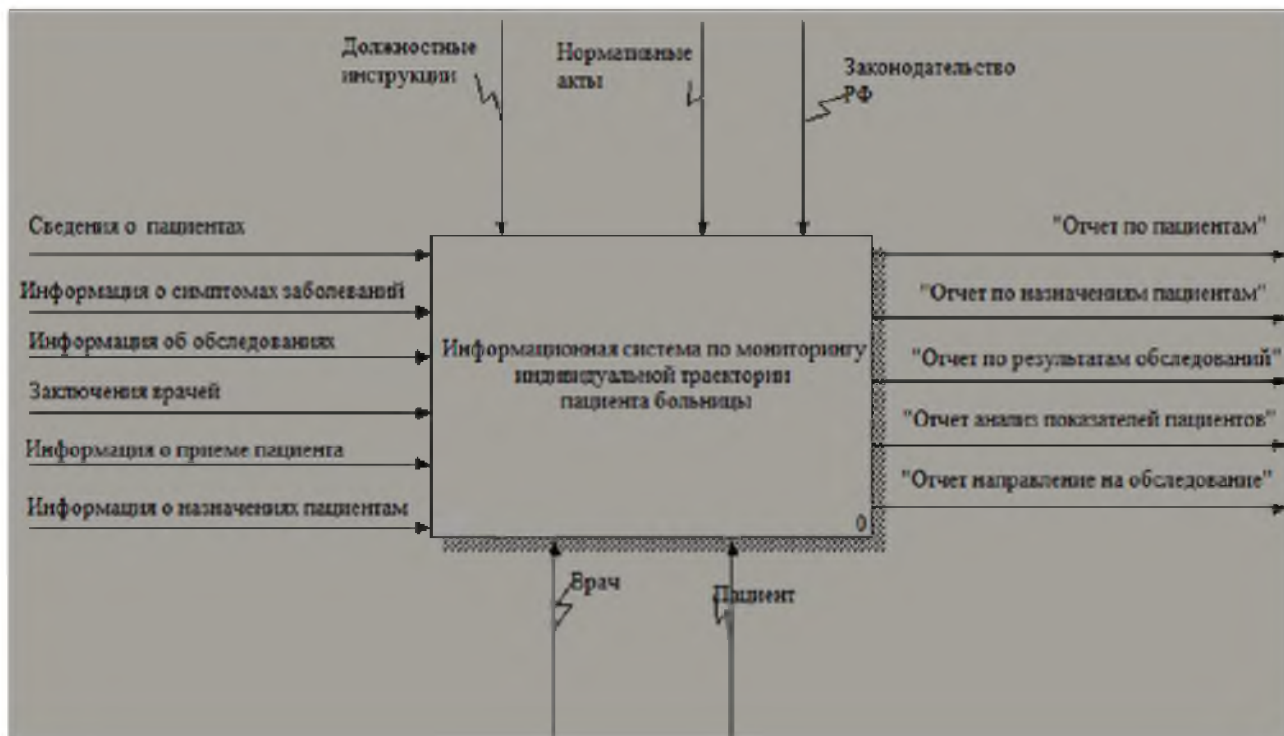 Должностные
инструкции
Нормативные
акты
Законодательство
РФ
Сведения о пациентах
Информация о симптомах заболеваний
Информация об обследованиях
Заключения врачей
Информация о приеме пациента
Информация о назначениях пациентам
Информационная система по мониторингу
индивидуальной траектории
пациента больницы
0
"Отчет по пациентам"
"Отчет по назначениям пациентам"
"Отчет по результатам обследований"
"Отчет анализ показателей пациентов"
"Отчет направление на обследование"
Врач
Пациент